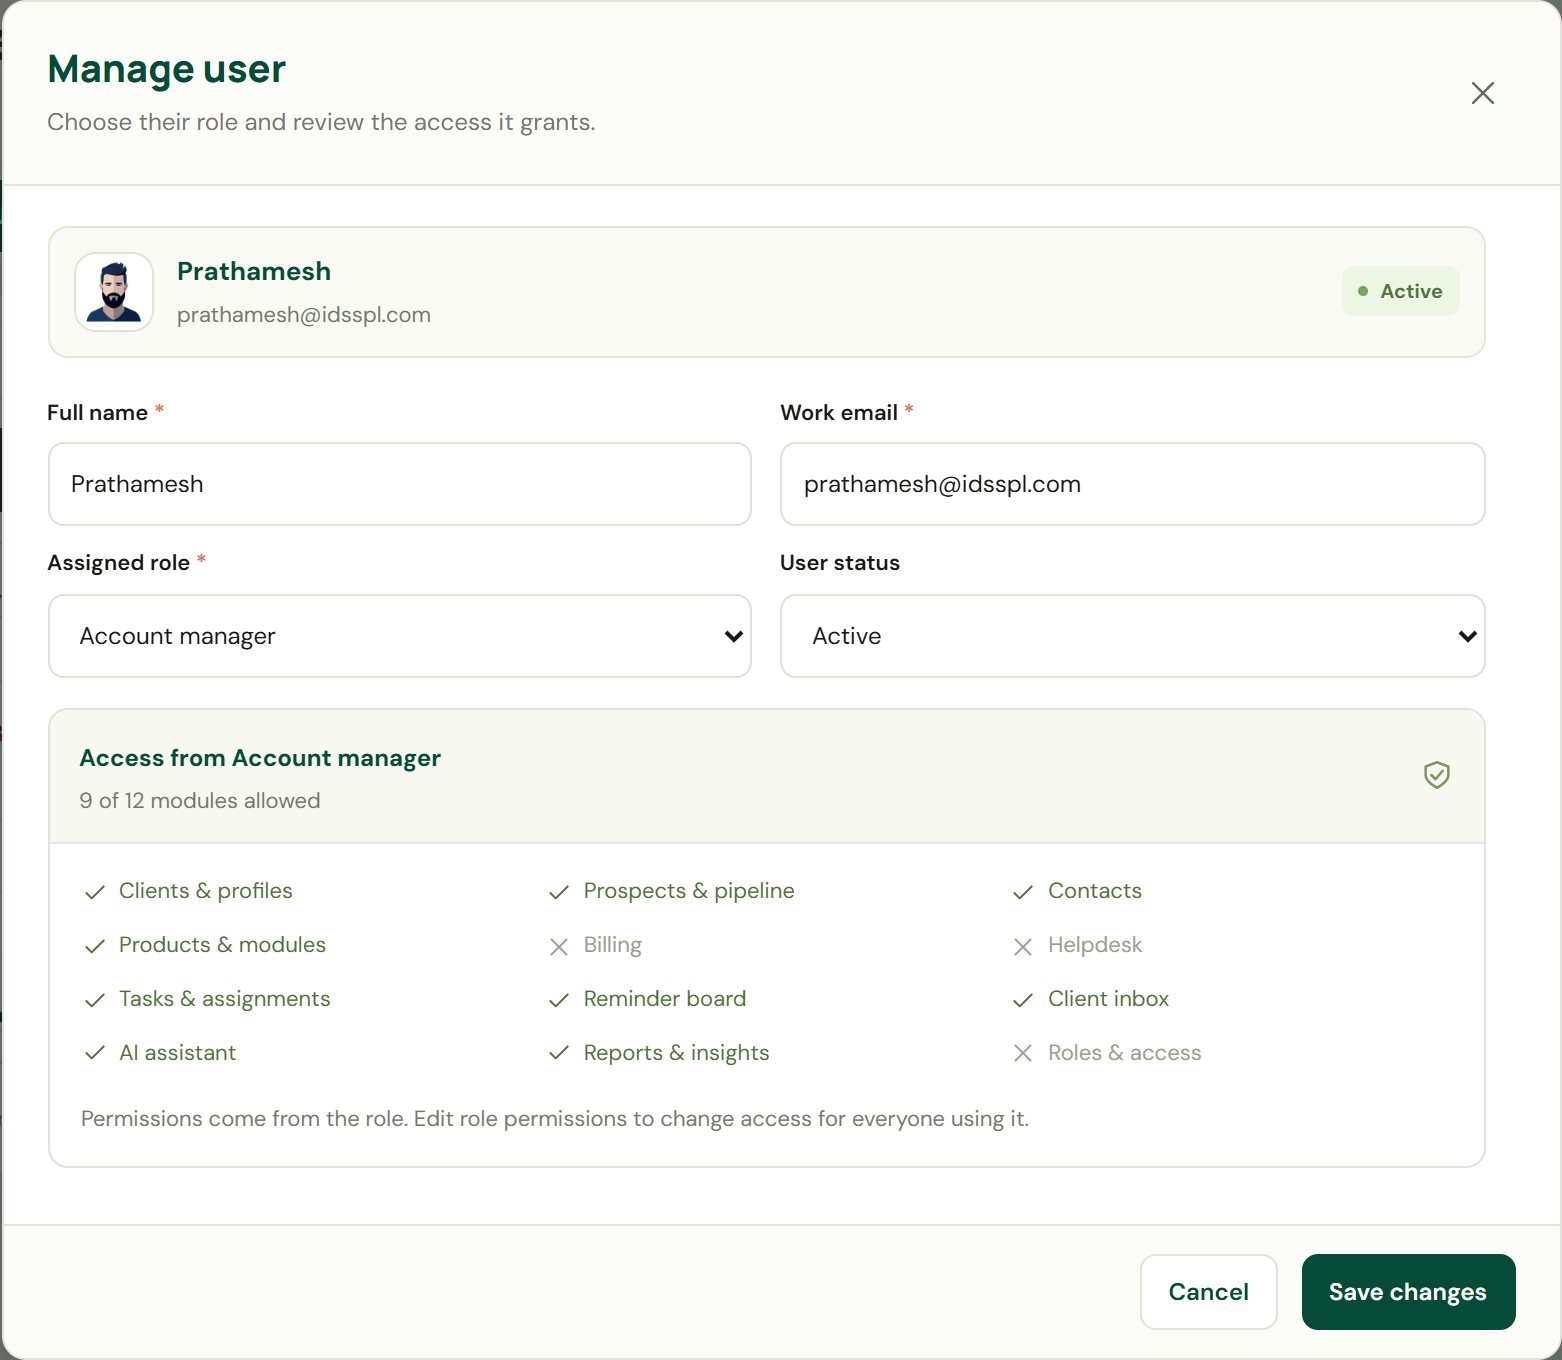 Manage user
Choose their role and review the access it grants.
Prathamesh
prathamesh@idsspl.com
Active
Full name *
Work email *
Prathamesh
prathamesh@idsspl.com
Assigned role *
User status
Account manager
Active
Access from Account manager
9 of 12 modules allowed
Clients & profiles
Prospects & pipeline
Contacts
Products & modules
Billing
Helpdesk
Tasks & assignments
Reminder board
Client inbox
AI assistant
Reports & insights
Roles & access
Permissions come from the role. Edit role permissions to change access for everyone using it.
Cancel
Save changes